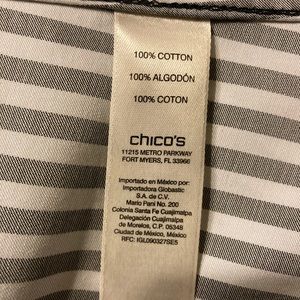 100% COTTON
100% ALGODÓN
100% COTON
chico's
11215 METRO PARKWAY
FORT MYERS, FL 33966
Importado en México por:
Importadora Globastic
S.A. de C.V.
Mario Pani No. 200
Colonia Santa Fe Cuajimalpa
Delegación Cuajimalpa
de Morelos, C.P. 05348
Ciudad de México
RFC: IGL090327SE5